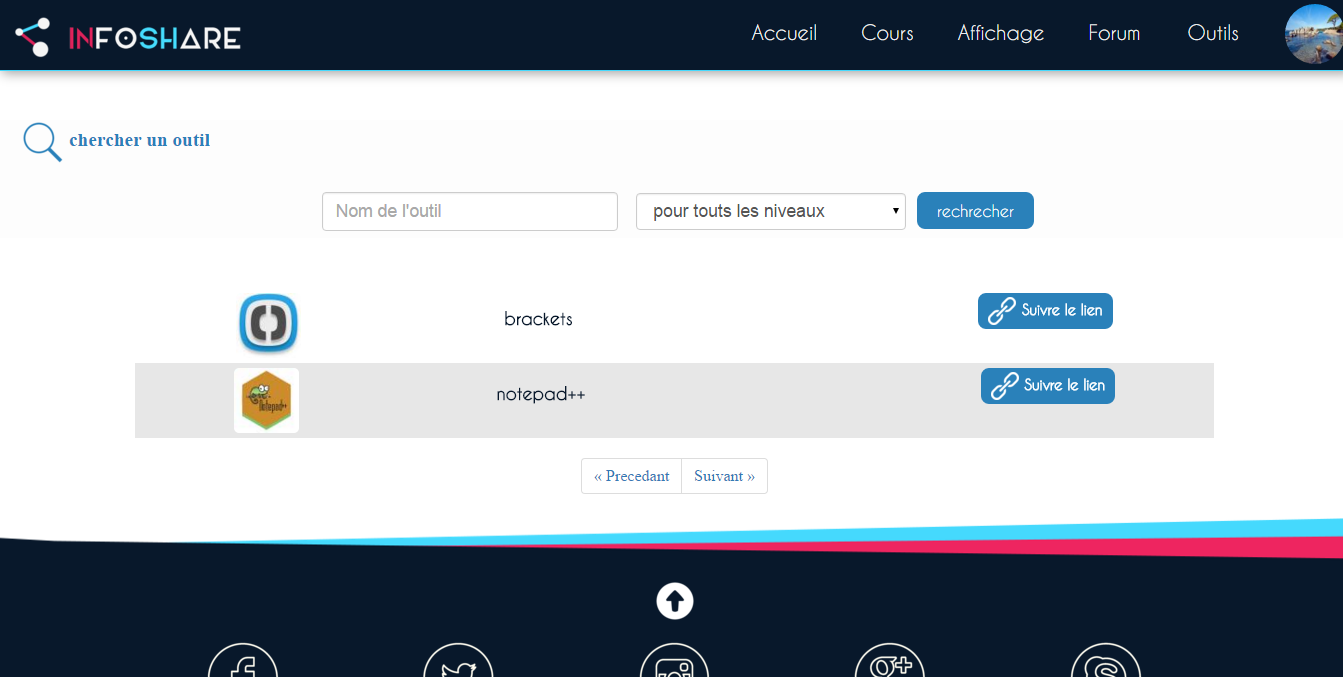 INFOSHARE Accueil Cours Affichage Forum Outils
chercher un outil
Nom de l'outil pour touts les niveaux rechrecher
brackets Suivre le lien
Notepad++ notepad++ Suivre le lien
« Precedant Suivant »